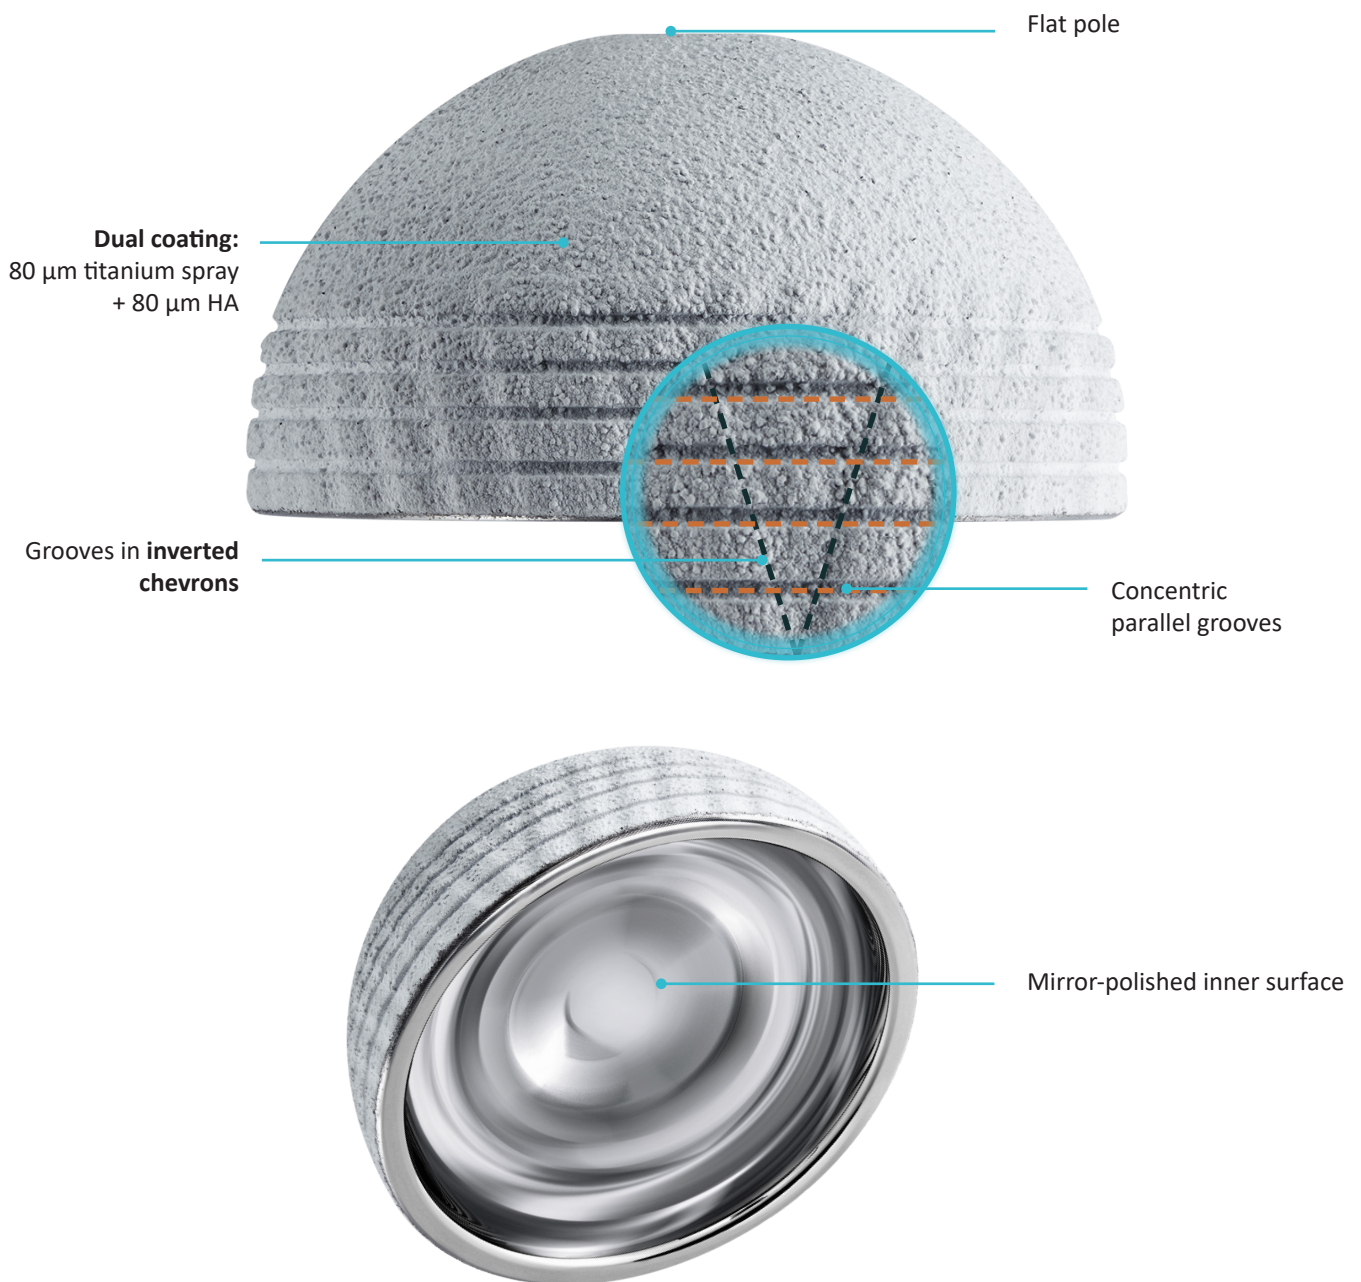 Flat pole
Dual coating:
80 µm titanium spray
+ 80 µm HA
Grooves in inverted
chevrons
Concentric
parallel grooves
Mirror-polished inner surface